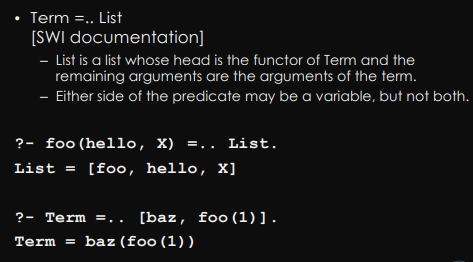 • Term =.. List
[SWI documentation]
– List is a list whose head is the functor of Term and the
remaining arguments are the arguments of the term.
– Either side of the predicate may be a variable, but not both.
?- foo(hello, X) =.. List.
List = [foo, hello, X]
?- Term =.. [baz, foo(1)].
Term = baz(foo(1))